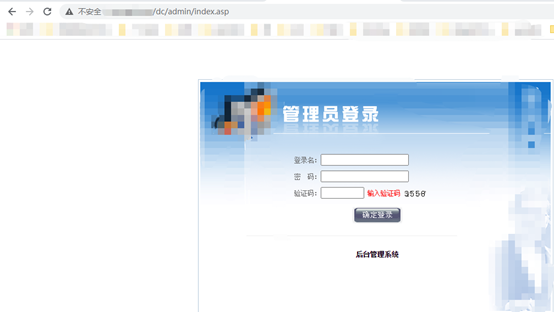 不安全 /dc/admin/index.asp
管理员登录
登录名:
密 码:
验证码: 输入验证码 3558
确定登录
后台管理系统